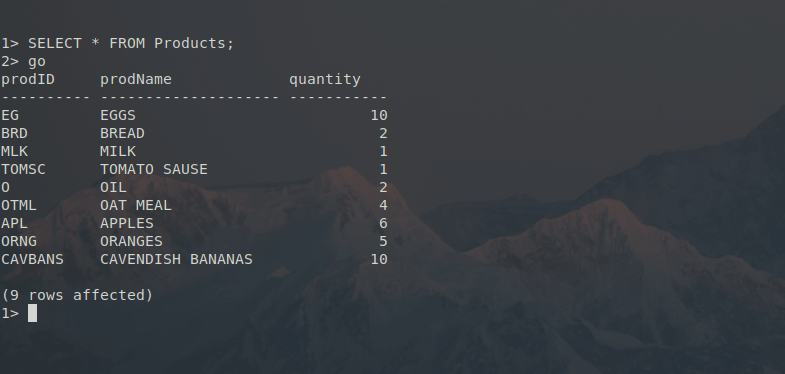 1> SELECT * FROM Products;
2> go
prodID     prodName             quantity
---------- -------------------- -----------
EG         EGGS                          10
BRD        BREAD                          2
MLK        MILK                           1
TOMSC      TOMATO SAUSE                   1
O          OIL                            2
OTML       OAT MEAL                       4
APL        APPLES                         6
ORNG       ORANGES                        5
CAVBANS    CAVENDISH BANANAS             10

(9 rows affected)
1>